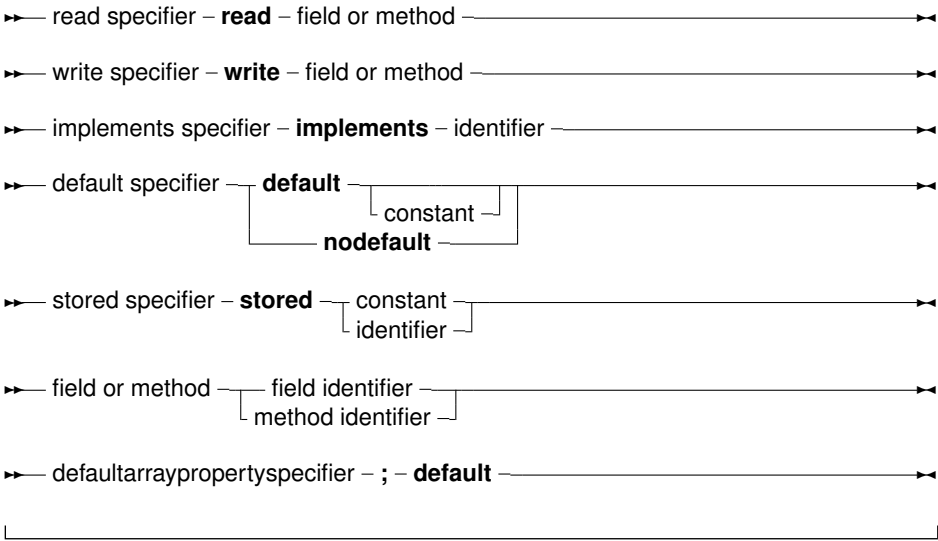 read specifier – read – field or method
write specifier – write – field or method
implements specifier – implements – identifier
default specifier – default
constant
nodefault
stored specifier – stored – constant
identifier
field or method – field identifier
method identifier
defaultarraypropertyspecifier – ; – default